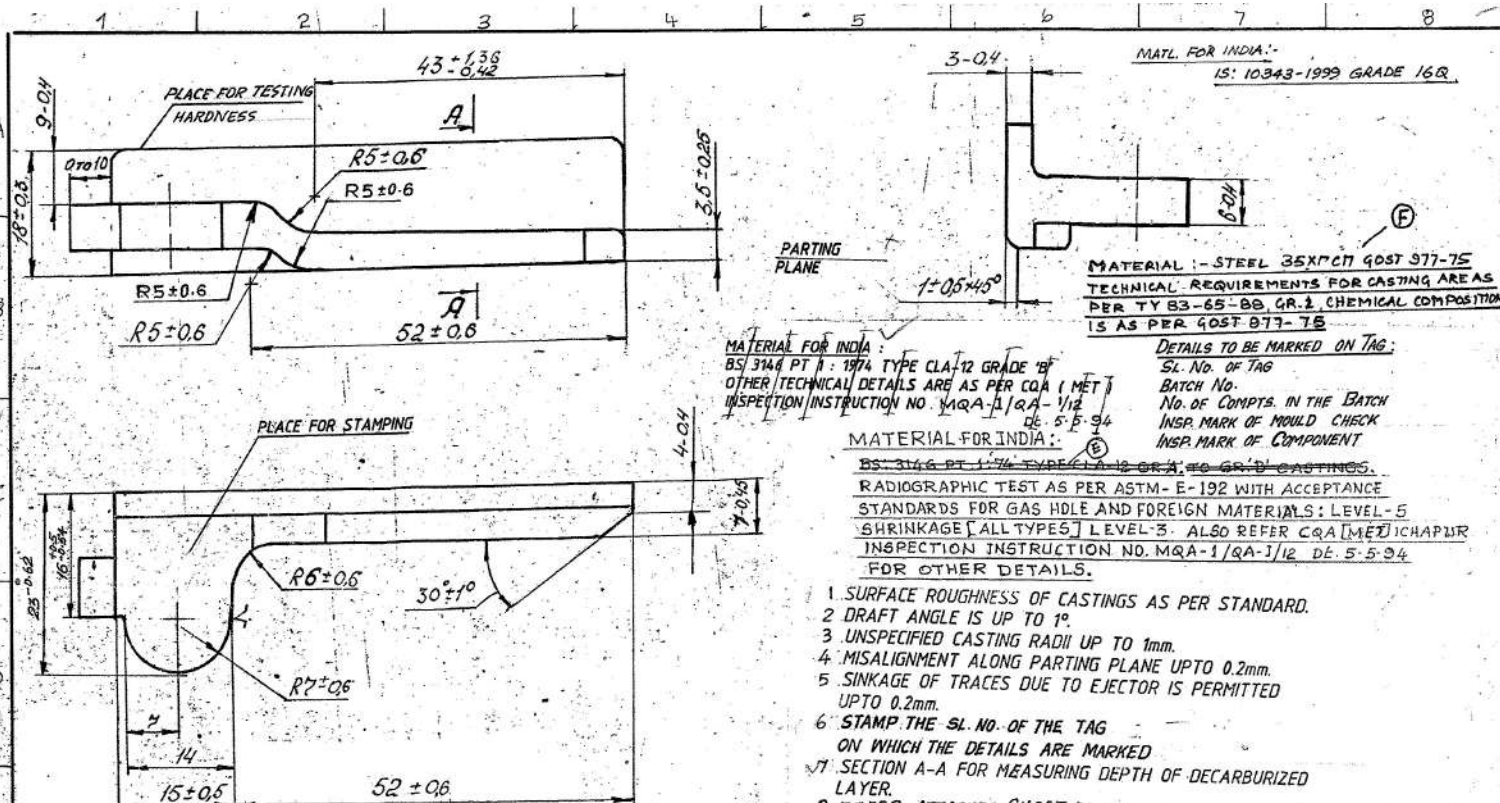 1 2 3 4 5 6 7 8
43 +1,36 -0,42
PLACE FOR TESTING
HARDNESS
9-0,4
A
R5±0,6
R5±0·6
0 TO 10
18±0,5
3,5±0,25
R5±0·6
R5±0,6
A
52±0,6
3-0,4
MATL. FOR INDIA:-
IS: 10343-1999 GRADE 16Q
6-0,4
PARTING
PLANE
1±0,5×45°
F
MATERIAL :- STEEL 35ХГСЛ GOST 977-75
TECHNICAL REQUIREMENTS FOR CASTING ARE AS
PER TY 83-65-88, GR.2, CHEMICAL COMPOSITION
IS AS PER GOST 977-75
MATERIAL FOR INDIA :
BS 3146 PT 1 : 1974 TYPE CLA-12 GRADE 'B'
OTHER TECHNICAL DETAILS ARE AS PER CQA ( MET )
INSPECTION INSTRUCTION NO. MQA-1/QA-1/12
Dt. 5-5-94
DETAILS TO BE MARKED ON TAG :
SL. No. OF TAG
BATCH No.
No. OF COMPTS. IN THE BATCH
INSP. MARK OF MOULD CHECK
INSP. MARK OF COMPONENT
MATERIAL FOR INDIA :-
E
BS: 3146 PT. 1:'74 TYPE CLA-12 GR.'A' TO GR.'D' CASTINGS.
RADIOGRAPHIC TEST AS PER ASTM-E-192 WITH ACCEPTANCE
STANDARDS FOR GAS HOLE AND FOREIGN MATERIALS: LEVEL-5
SHRINKAGE [ALL TYPES] LEVEL-3. ALSO REFER CQA [MET] ICHAPUR
INSPECTION INSTRUCTION NO. MQA-1/QA-1/12 Dt. 5-5-94
FOR OTHER DETAILS.
PLACE FOR STAMPING
4-0,4
7-0,45
23-0,62
R6±0,6
30°±1°
R7±0,6
7
14
15±0,5
52±0,6
1 SURFACE ROUGHNESS OF CASTINGS AS PER STANDARD.
2 DRAFT ANGLE IS UP TO 1°.
3 UNSPECIFIED CASTING RADII UP TO 1mm.
4 MISALIGNMENT ALONG PARTING PLANE UPTO 0.2mm.
5 SINKAGE OF TRACES DUE TO EJECTOR IS PERMITTED
UPTO 0.2mm.
6 STAMP THE SL. NO. OF THE TAG
ON WHICH THE DETAILS ARE MARKED
7 SECTION A-A FOR MEASURING DEPTH OF DECARBURIZED
LAYER.